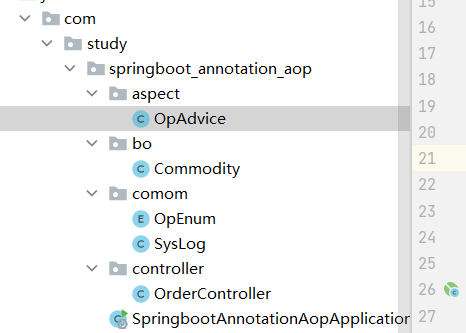 com
study
springboot_annotation_aop
aspect
OpAdvice
bo
Commodity
comom
OpEnum
SysLog
controller
OrderController
SpringbootAnnotationAopApplication
15
16
17
18
19
20
21
22
23
24
25
26
27